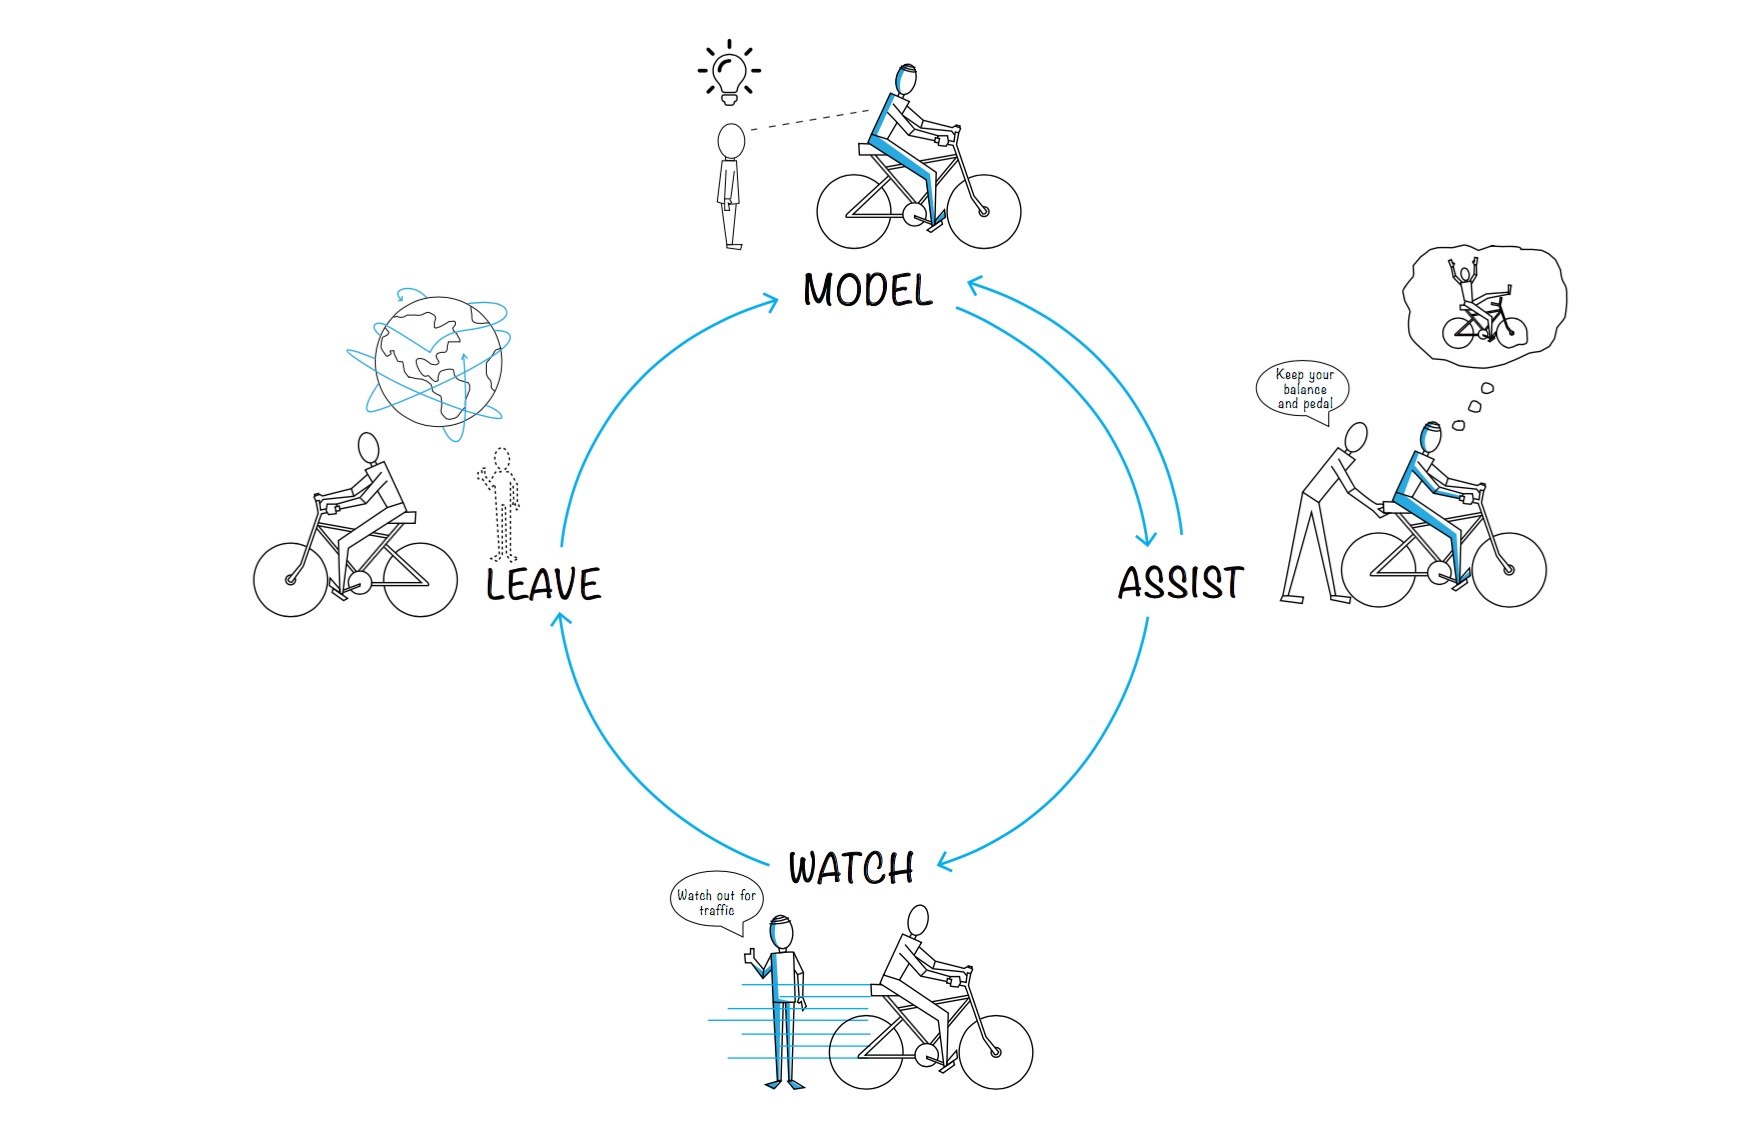 MODEL
Keep your
balance
and pedal
LEAVE
ASSIST
WATCH
Watch out for
traffic